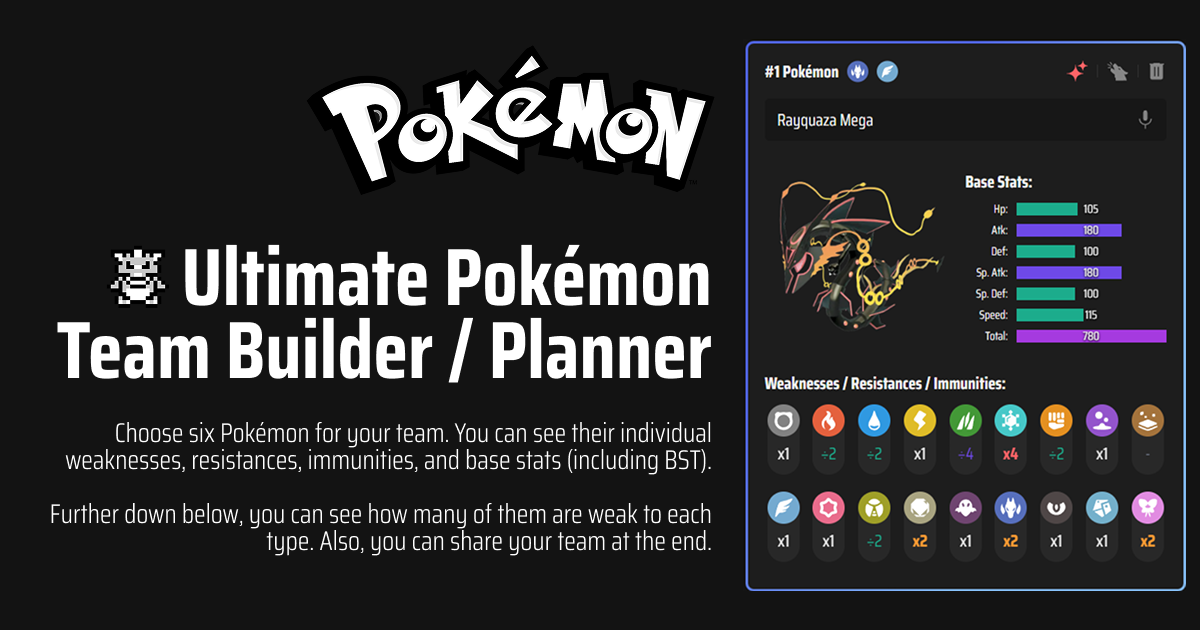 POKéMON
Ultimate Pokémon
Team Builder / Planner
Choose six Pokémon for your team. You can see their individual
weaknesses, resistances, immunities, and base stats (including BST).
Further down below, you can see how many of them are weak to each
type. Also, you can share your team at the end.
#1 Pokémon
Rayquaza Mega
Base Stats:
Hp: 105
Atk: 180
Def: 100
Sp. Atk: 180
Sp. Def: 100
Speed: 115
Total: 780
Weaknesses / Resistances / Immunities:
x1 ÷2 ÷2 x1 ÷4 x4 ÷2 x1 -
x1 x1 ÷2 x2 x1 x2 x1 x1 x2